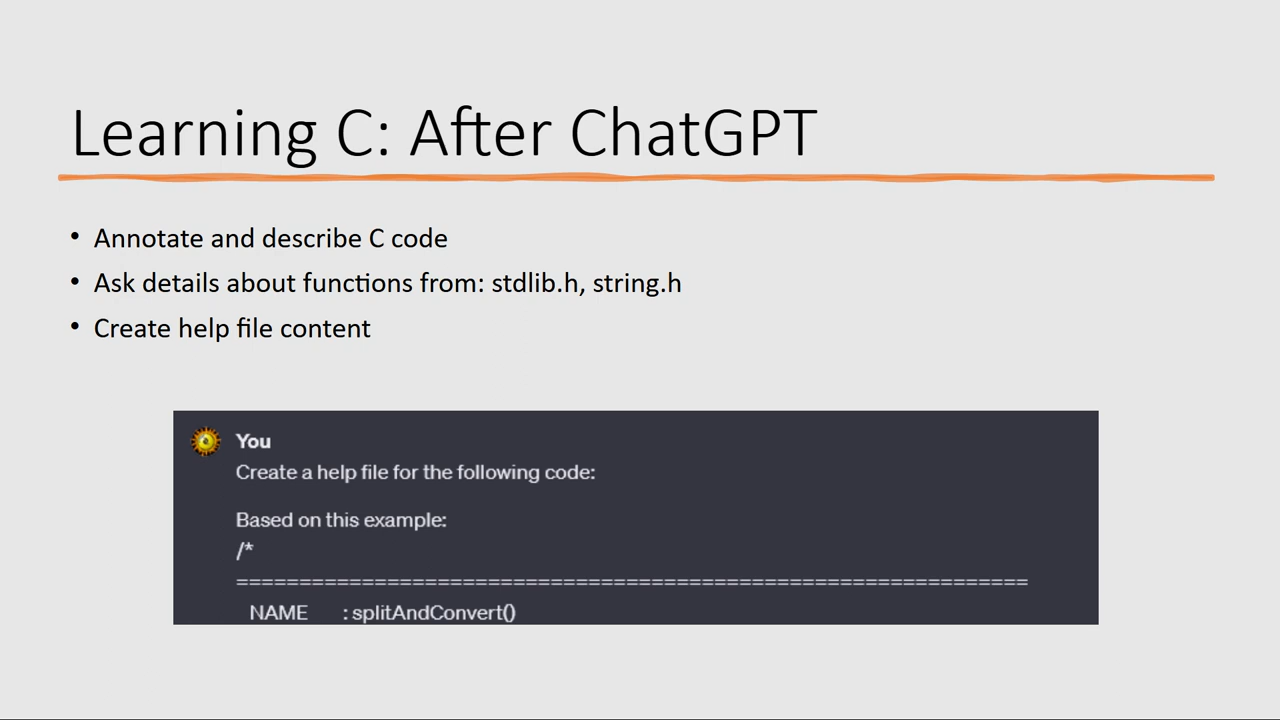 Learning C: After ChatGPT
• Annotate and describe C code
• Ask details about functions from: stdlib.h, string.h
• Create help file content
You
Create a help file for the following code:
Based on this example:
/*
===============================================================
NAME : splitAndConvert()